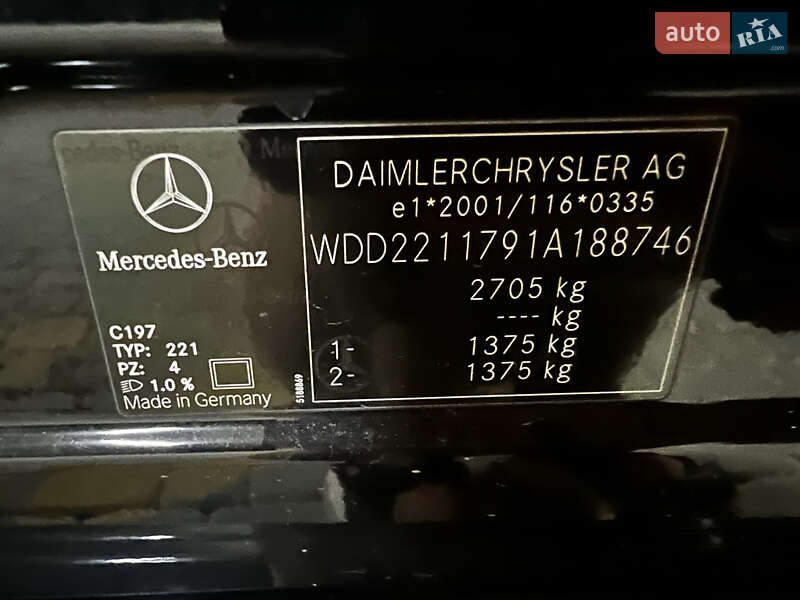 auto RIA .com
Mercedes-Benz
C197
TYP: 221
PZ: 4
1.0 %
Made in Germany
5188869
DAIMLERCHRYSLER AG
e1*2001/116*0335
WDD2211791A188746
2705 kg
---- kg
1- 1375 kg
2- 1375 kg